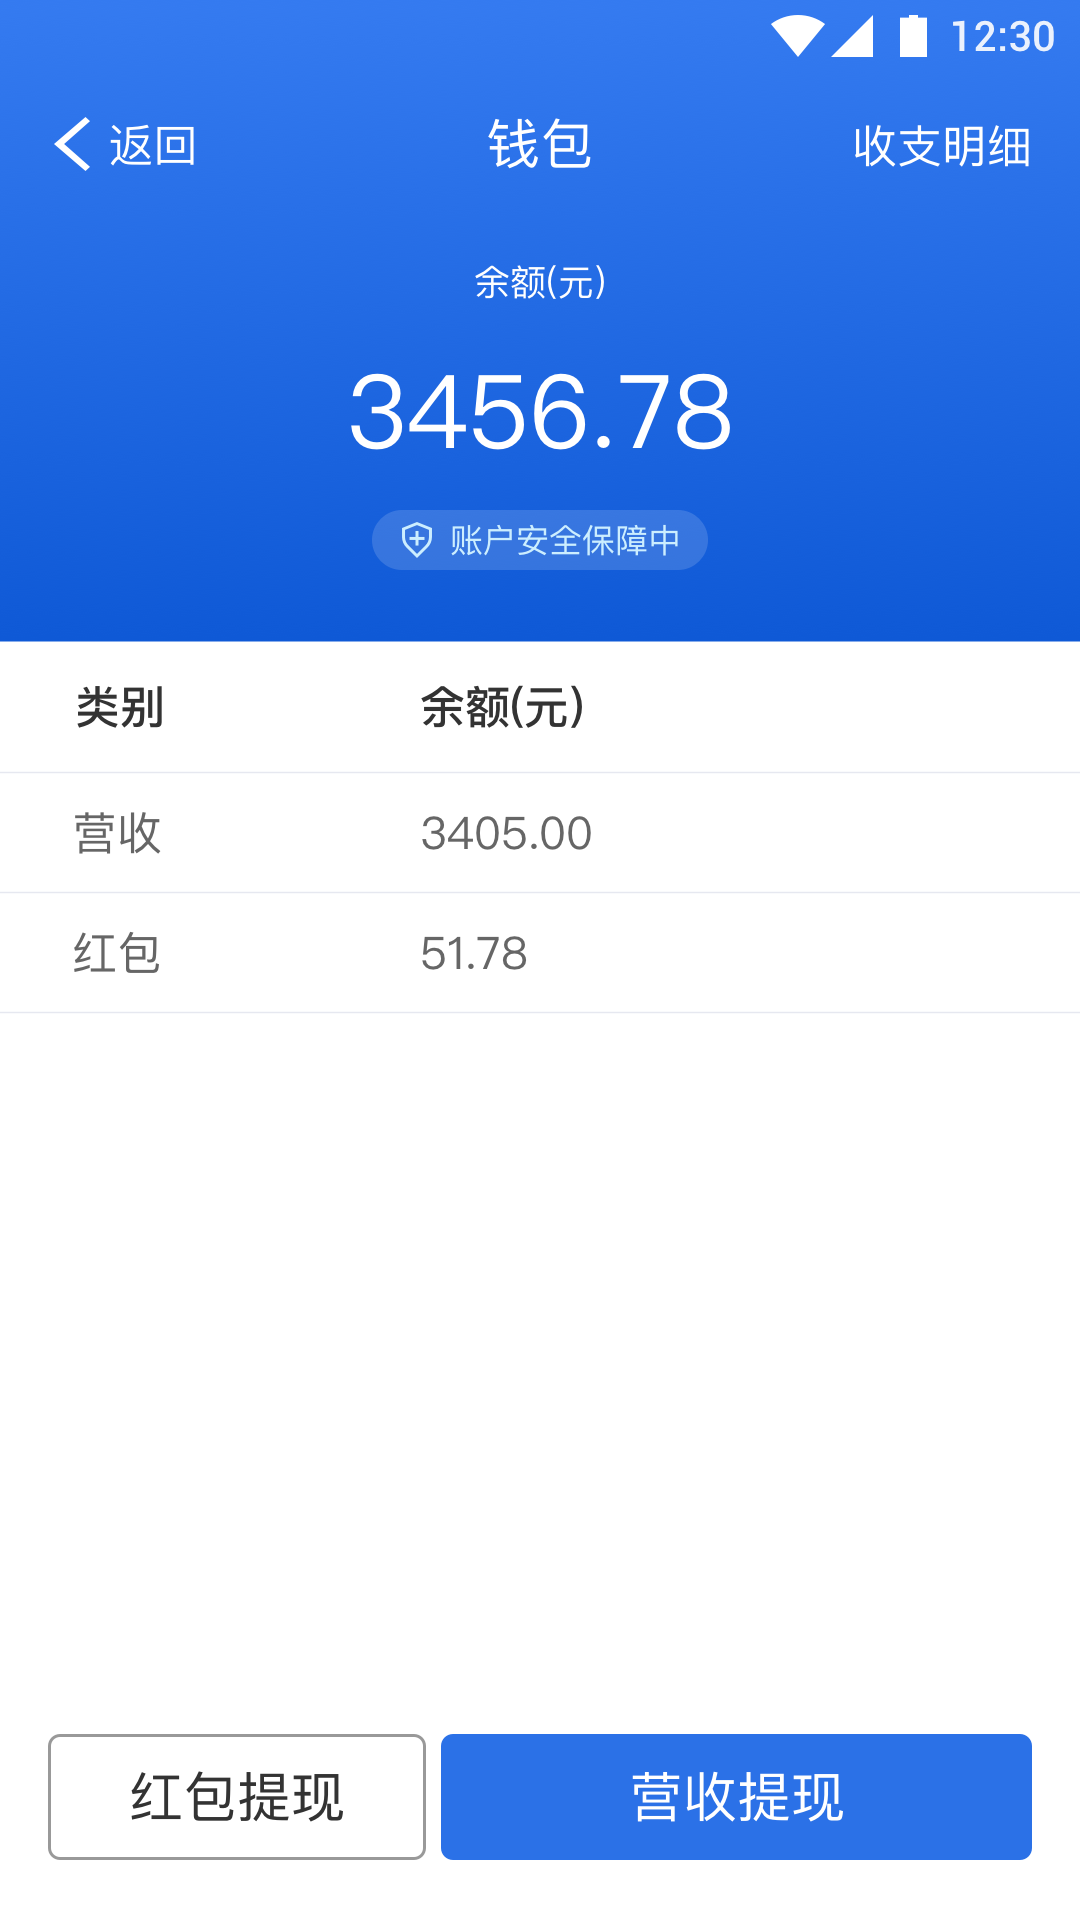 12:30
返回 钱包 收支明细
余额(元)
3456.78
账户安全保障中
类别 余额(元)
营收 3405.00
红包 51.78
红包提现 营收提现